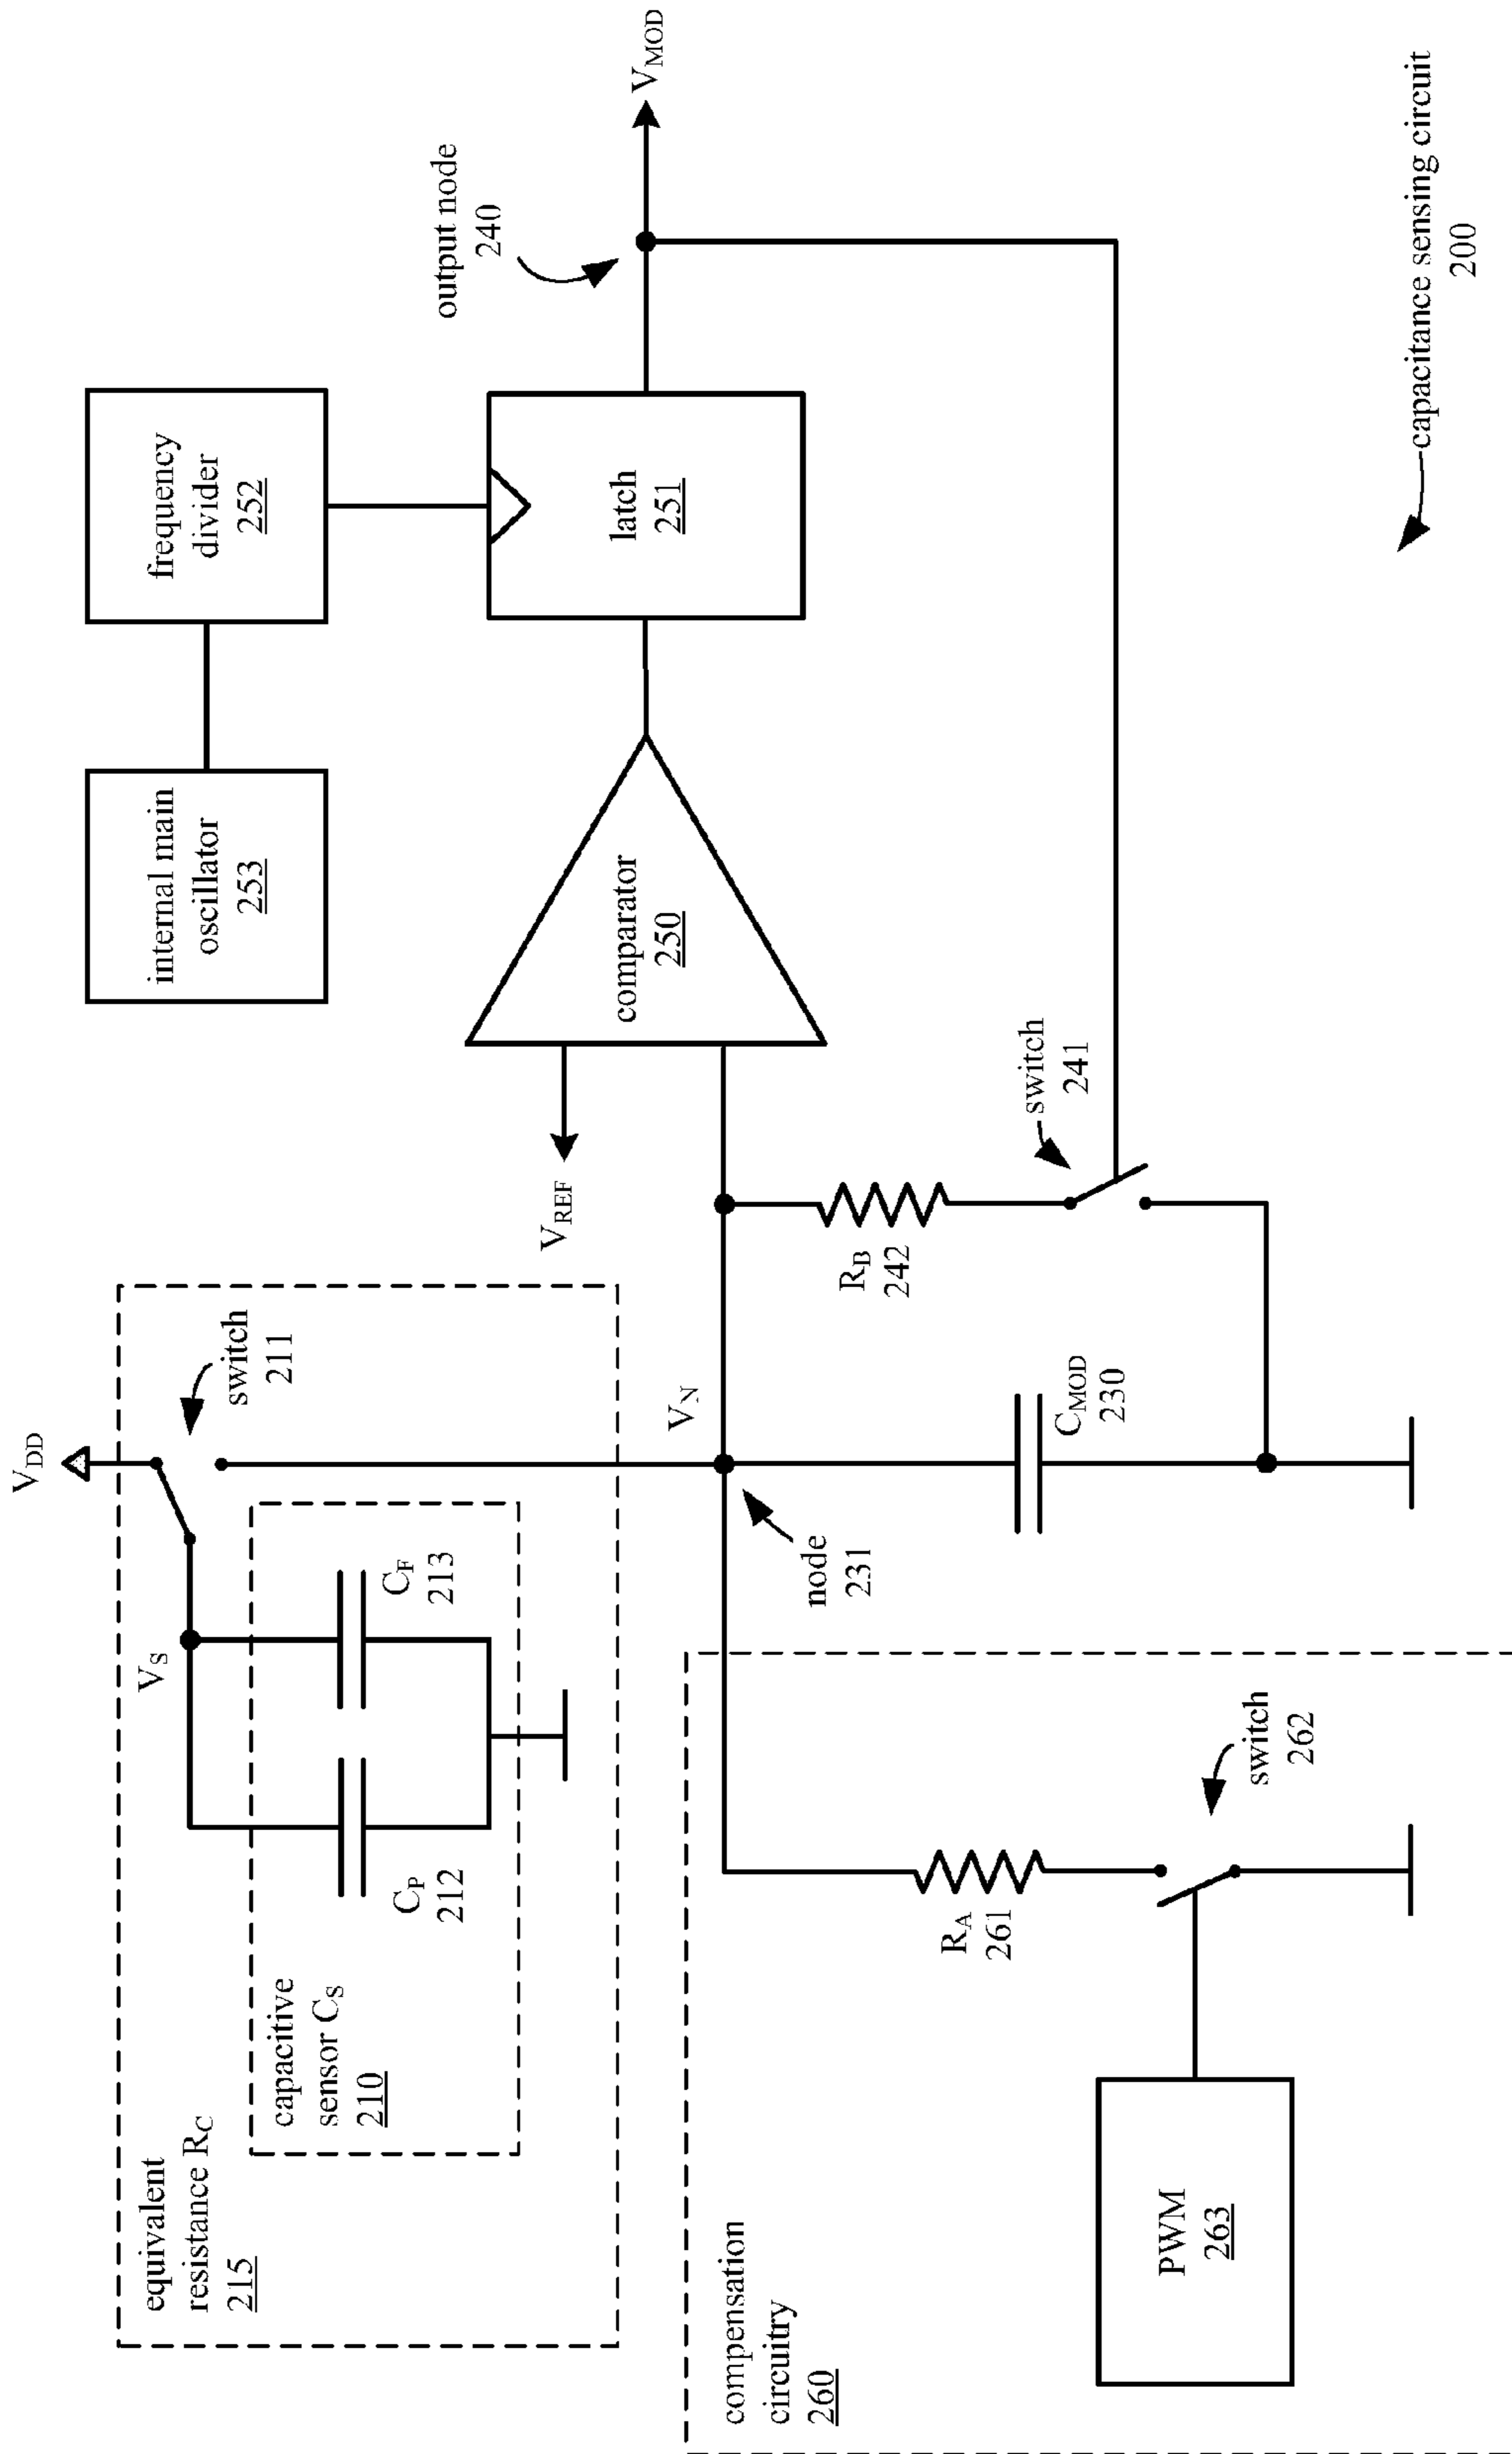 equivalent
resistance R_C
215
capacitive
sensor C_S
210
C_P
212
C_F
213
V_S
V_DD
switch
211
internal main
oscillator
253
frequency
divider
252
V_REF
comparator
250
latch
251
output node
240
V_MOD
V_N
node
231
C_MOD
230
R_B
242
switch
241
compensation
circuitry
260
PWM
263
R_A
261
switch
262
capacitance sensing circuit
200